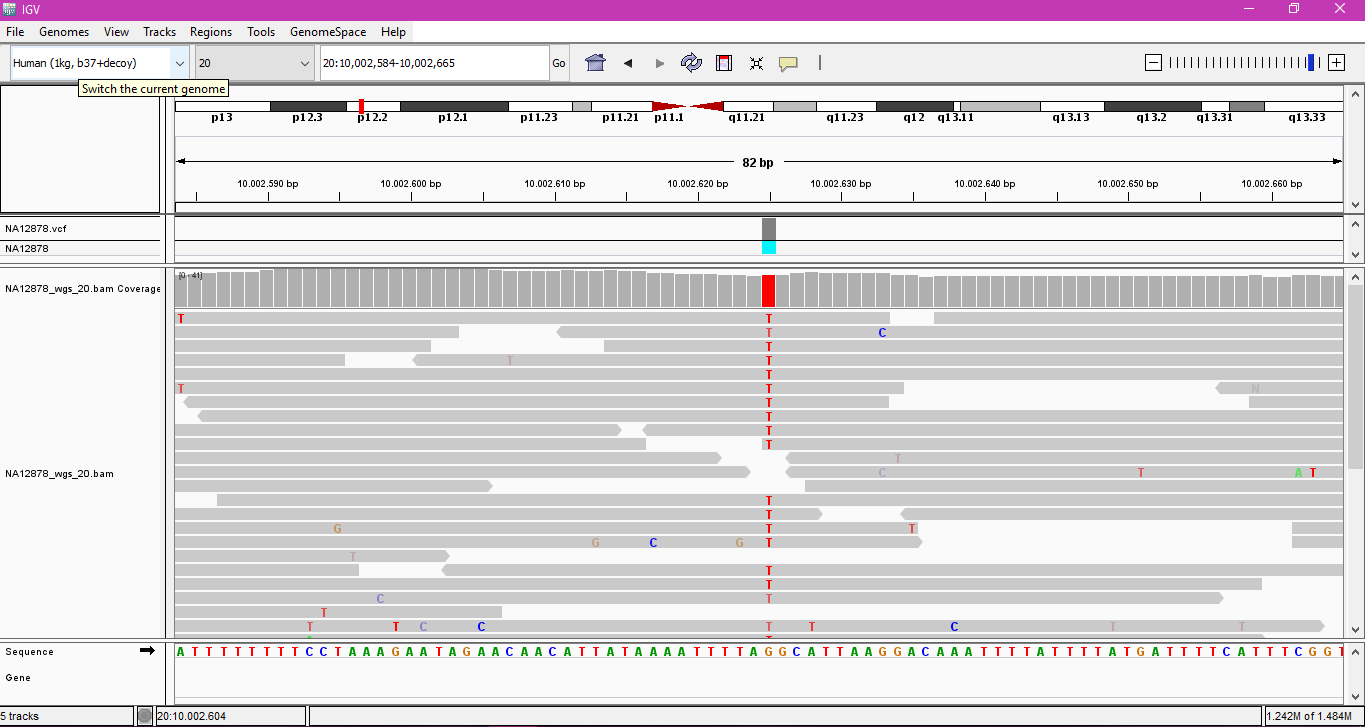 IGV
File Genomes View Tracks Regions Tools GenomeSpace Help
Human (1kg, b37+decoy) 20 20:10,002,584-10,002,665 Go
Switch the current genome
p13 p12.3 p12.2 p12.1 p11.23 p11.21 p11.1 q11.21 q11.23 q12 q13.11 q13.13 q13.2 q13.31 q13.33
82 bp
10.002.590 bp 10.002.600 bp 10.002.610 bp 10.002.620 bp 10.002.630 bp 10.002.640 bp 10.002.650 bp 10.002.660 bp
NA12878.vcf
NA12878
[0 - 41]
NA12878_wgs_20.bam Coverage
T T
T C
T
T T
T
T T N
T
T
T
T
T
NA12878_wgs_20.bam C T A T
T
T
G T T
G C G T
T
T
T
C T
T
T T C C T T C T T
Sequence A T T T T T T T T C C T A A A G A A T A G A A C A A C A T T A T A A A A T T T T A G G C A T T A A G G A C A A A T T T T A T T T T A T G A T T T T C A T T T C G G T
Gene
5 tracks 20:10.002.604 1.242M of 1.484M